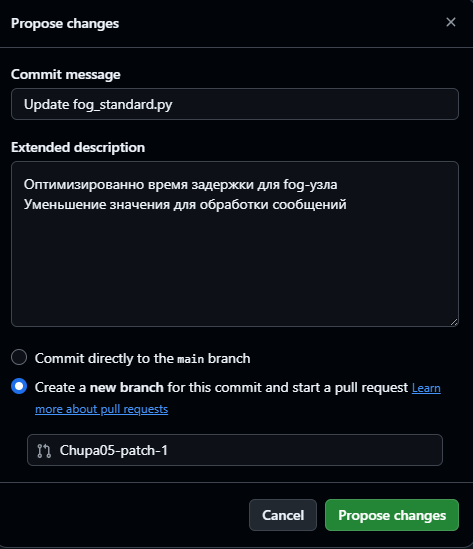 Propose changes
Commit message
Update fog_standard.py
Extended description
Оптимизированно время задержки для fog-узла
Уменьшение значения для обработки сообщений
Commit directly to the main branch
Create a new branch for this commit and start a pull request Learn
more about pull requests
Chupa05-patch-1
Cancel
Propose changes